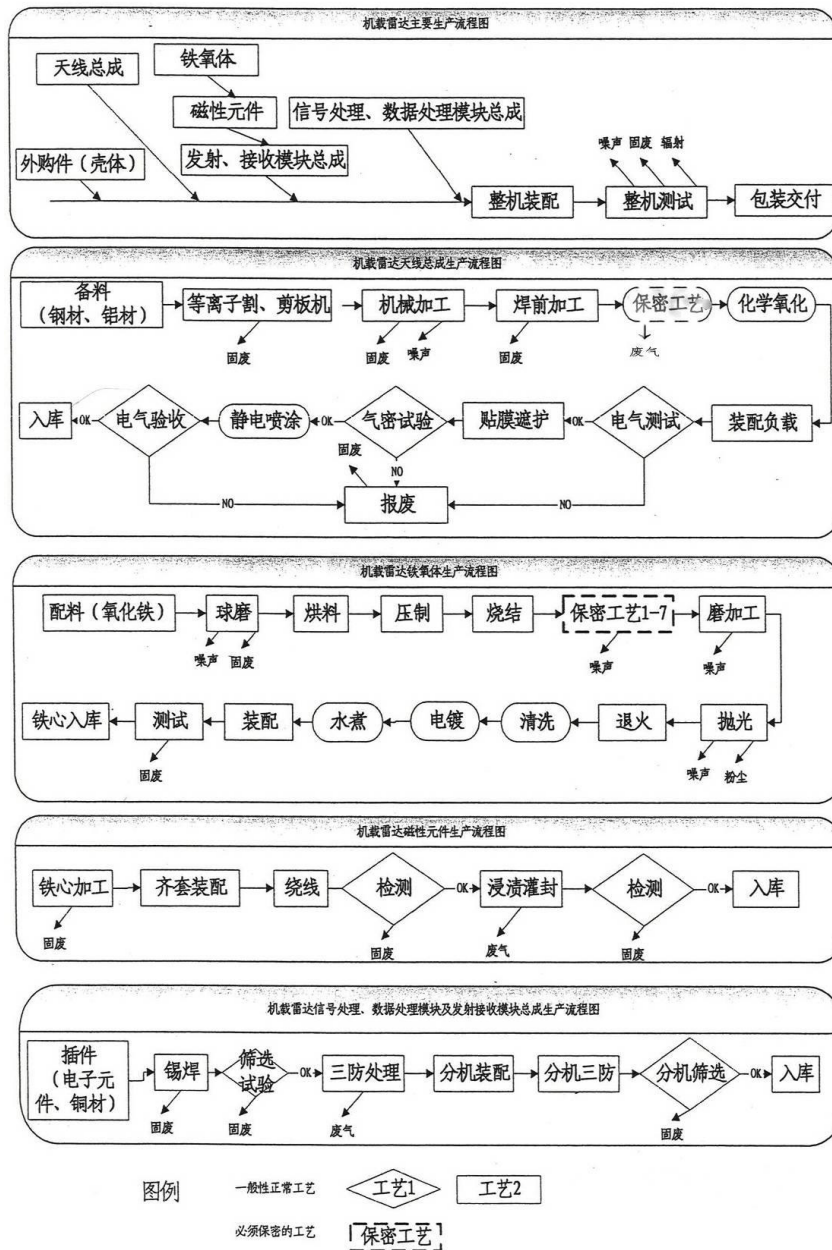 机载雷达主要生产流程图
天线总成
铁氧体
磁性元件
信号处理、数据处理模块总成
外购件（壳体）
发射、接收模块总成
噪声 固废 辐射
整机装配
整机测试
包装交付
机载雷达天线总成生产流程图
备料
（钢材、铝材）
等离子割、剪板机
机械加工
焊前加工
保密工艺
化学氧化
固废
固废
噪声
固废
废气
入库
OK
电气验收
静电喷涂
OK
气密试验
贴膜遮护
OK
电气测试
装配负载
固废
NO
NO
报废
NO
机载雷达铁氧体生产流程图
配料（氧化铁）
球磨
烘料
压制
烧结
保密工艺1-7
磨加工
噪声
固废
噪声
噪声
铁心入库
测试
装配
水煮
电镀
清洗
退火
抛光
固废
噪声
粉尘
机载雷达磁性元件生产流程图
铁心加工
齐套装配
绕线
检测
OK
浸渍灌封
检测
OK
入库
固废
固废
废气
固废
机载雷达信号处理、数据处理模块及发射接收模块总成生产流程图
插件
（电子元
件、铜材）
锡焊
筛选
试验
OK
三防处理
分机装配
分机三防
分机筛选
OK
入库
固废
固废
废气
固废
图例
一般性正常工艺
工艺1
工艺2
必须保密的工艺
保密工艺